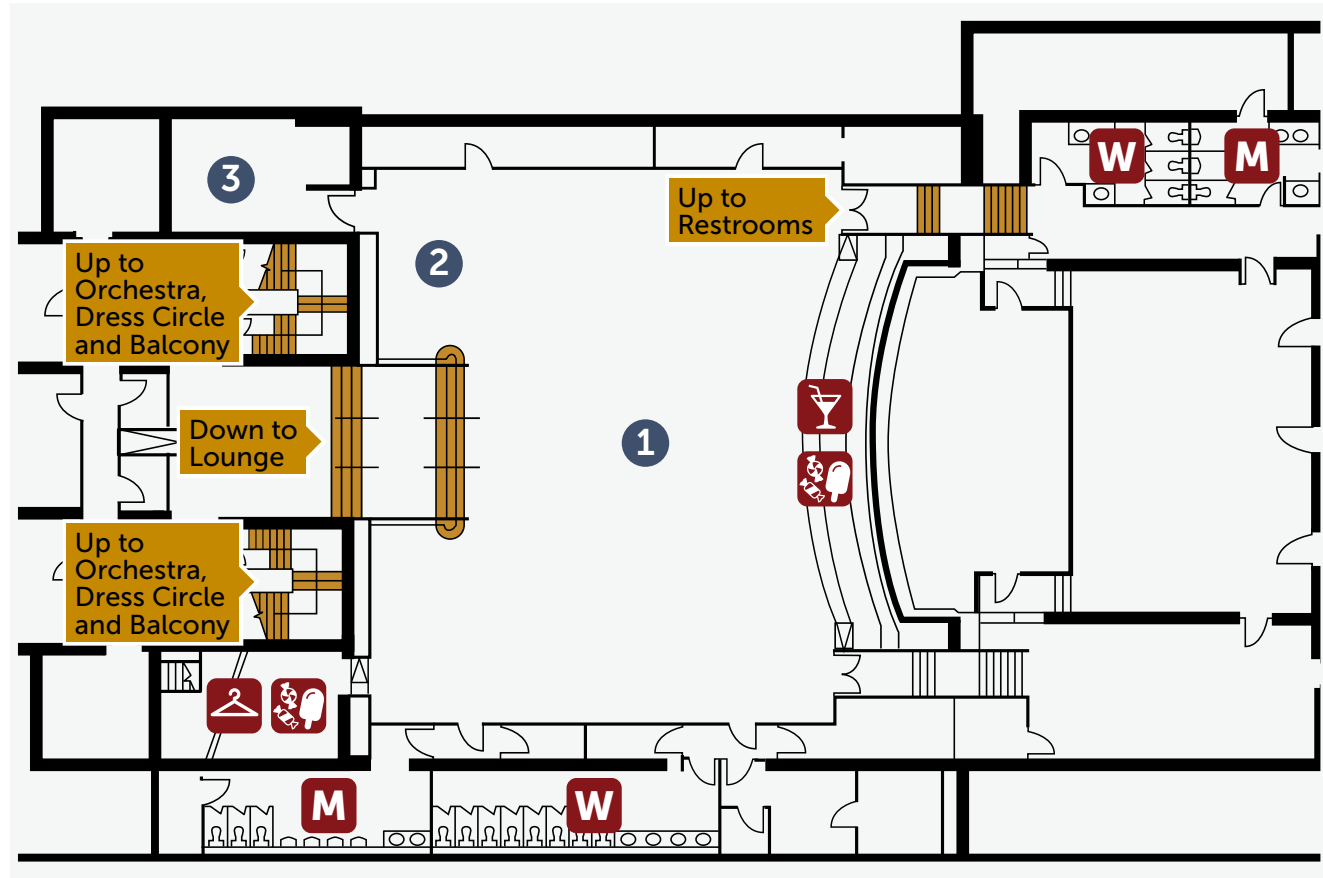 W
M
3
Up to
Restrooms
2
Up to
Orchestra,
Dress Circle
and Balcony
Down to
Lounge
1
Up to
Orchestra,
Dress Circle
and Balcony
M
W